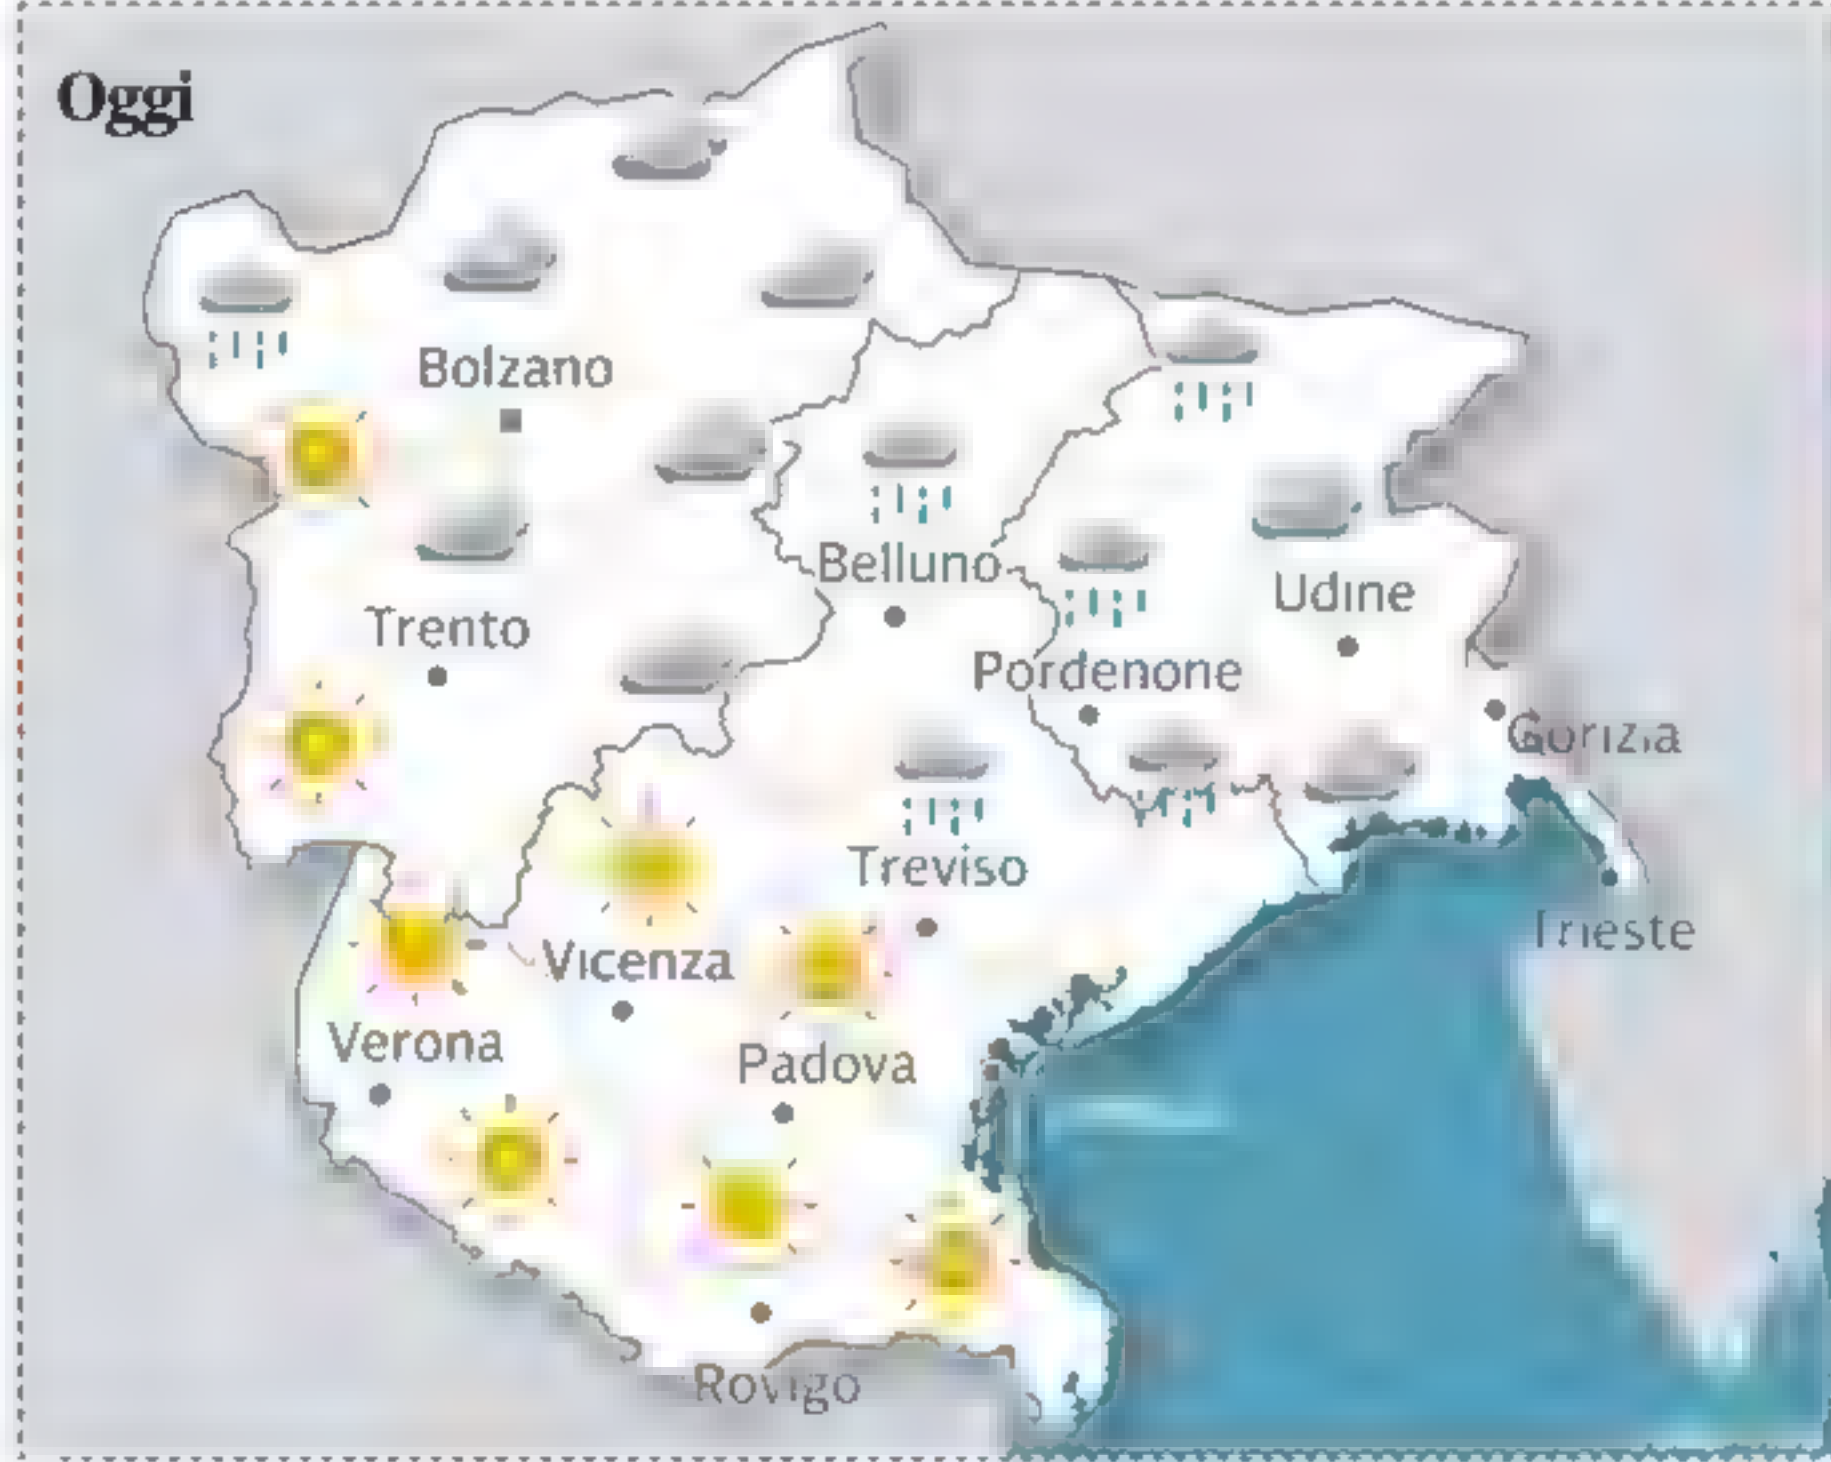 Oggi
Bolzano
Belluno
Udine
Trento
Pordenone
Gorizia
Treviso
Trieste
Vicenza
Verona
Padova
Rovigo